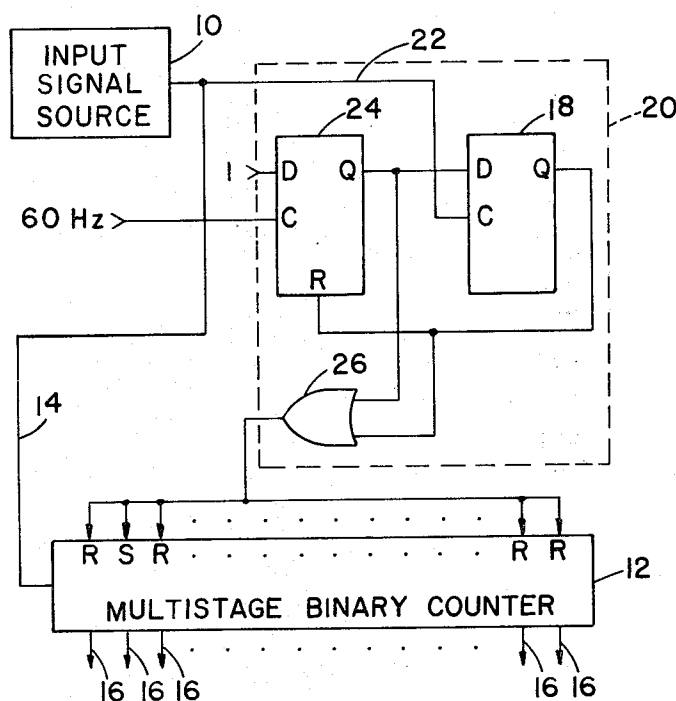 INPUT
SIGNAL
SOURCE
10
22
20
24
18
1
D
Q
D
Q
60 Hz
C
C
R
26
14
R S R R R
MULTISTAGE BINARY COUNTER
12
16 16 16 16 16